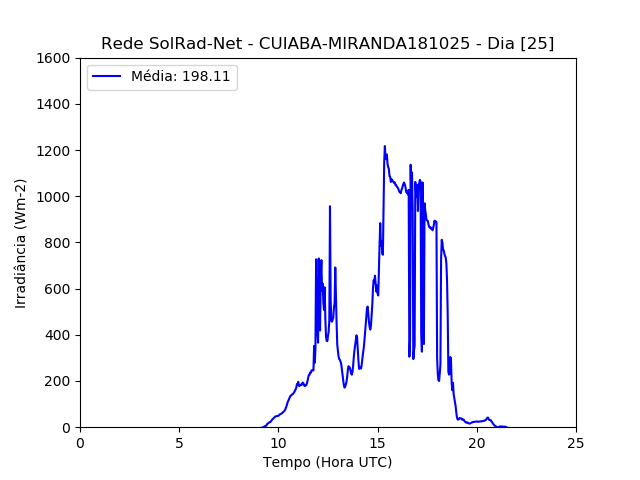 Rede SolRad-Net - CUIABA-MIRANDA181025 - Dia [25]
Média: 198.11
Irradiância (Wm-2)
1600
1400
1200
1000
800
600
400
200
0
0 5 10 15 20 25
Tempo (Hora UTC)